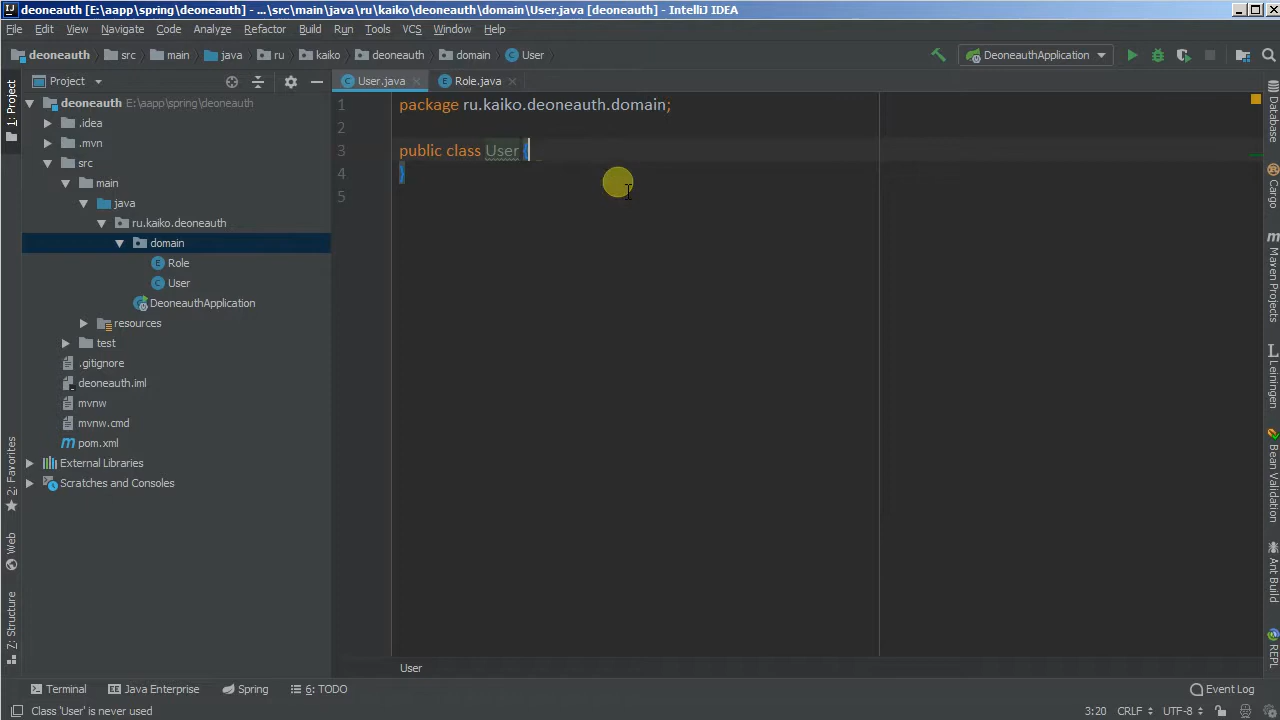 deoneauth [E:\aapp\spring\deoneauth] - ...\src\main\java\ru\kaiko\deoneauth\domain\User.java [deoneauth] - IntelliJ IDEA
File Edit View Navigate Code Analyze Refactor Build Run Tools VCS Window Help
deoneauth src main java ru kaiko deoneauth domain User DeoneauthApplication
1: Project
Project
User.java
Role.java
deoneauth E:\aapp\spring\deoneauth
.idea
.mvn
src
main
java
ru.kaiko.deoneauth
domain
Role
User
DeoneauthApplication
resources
test
.gitignore
deoneauth.iml
mvnw
mvnw.cmd
pom.xml
External Libraries
Scratches and Consoles
1 package ru.kaiko.deoneauth.domain;
2
3 public class User {
4 }
5
User
2: Favorites
Web
Z: Structure
Database
Cargo
Maven Projects
Leiningen
Bean Validation
Ant Build
REPL
Terminal Java Enterprise Spring 6: TODO Event Log
Class 'User' is never used 3:20 CRLF UTF-8